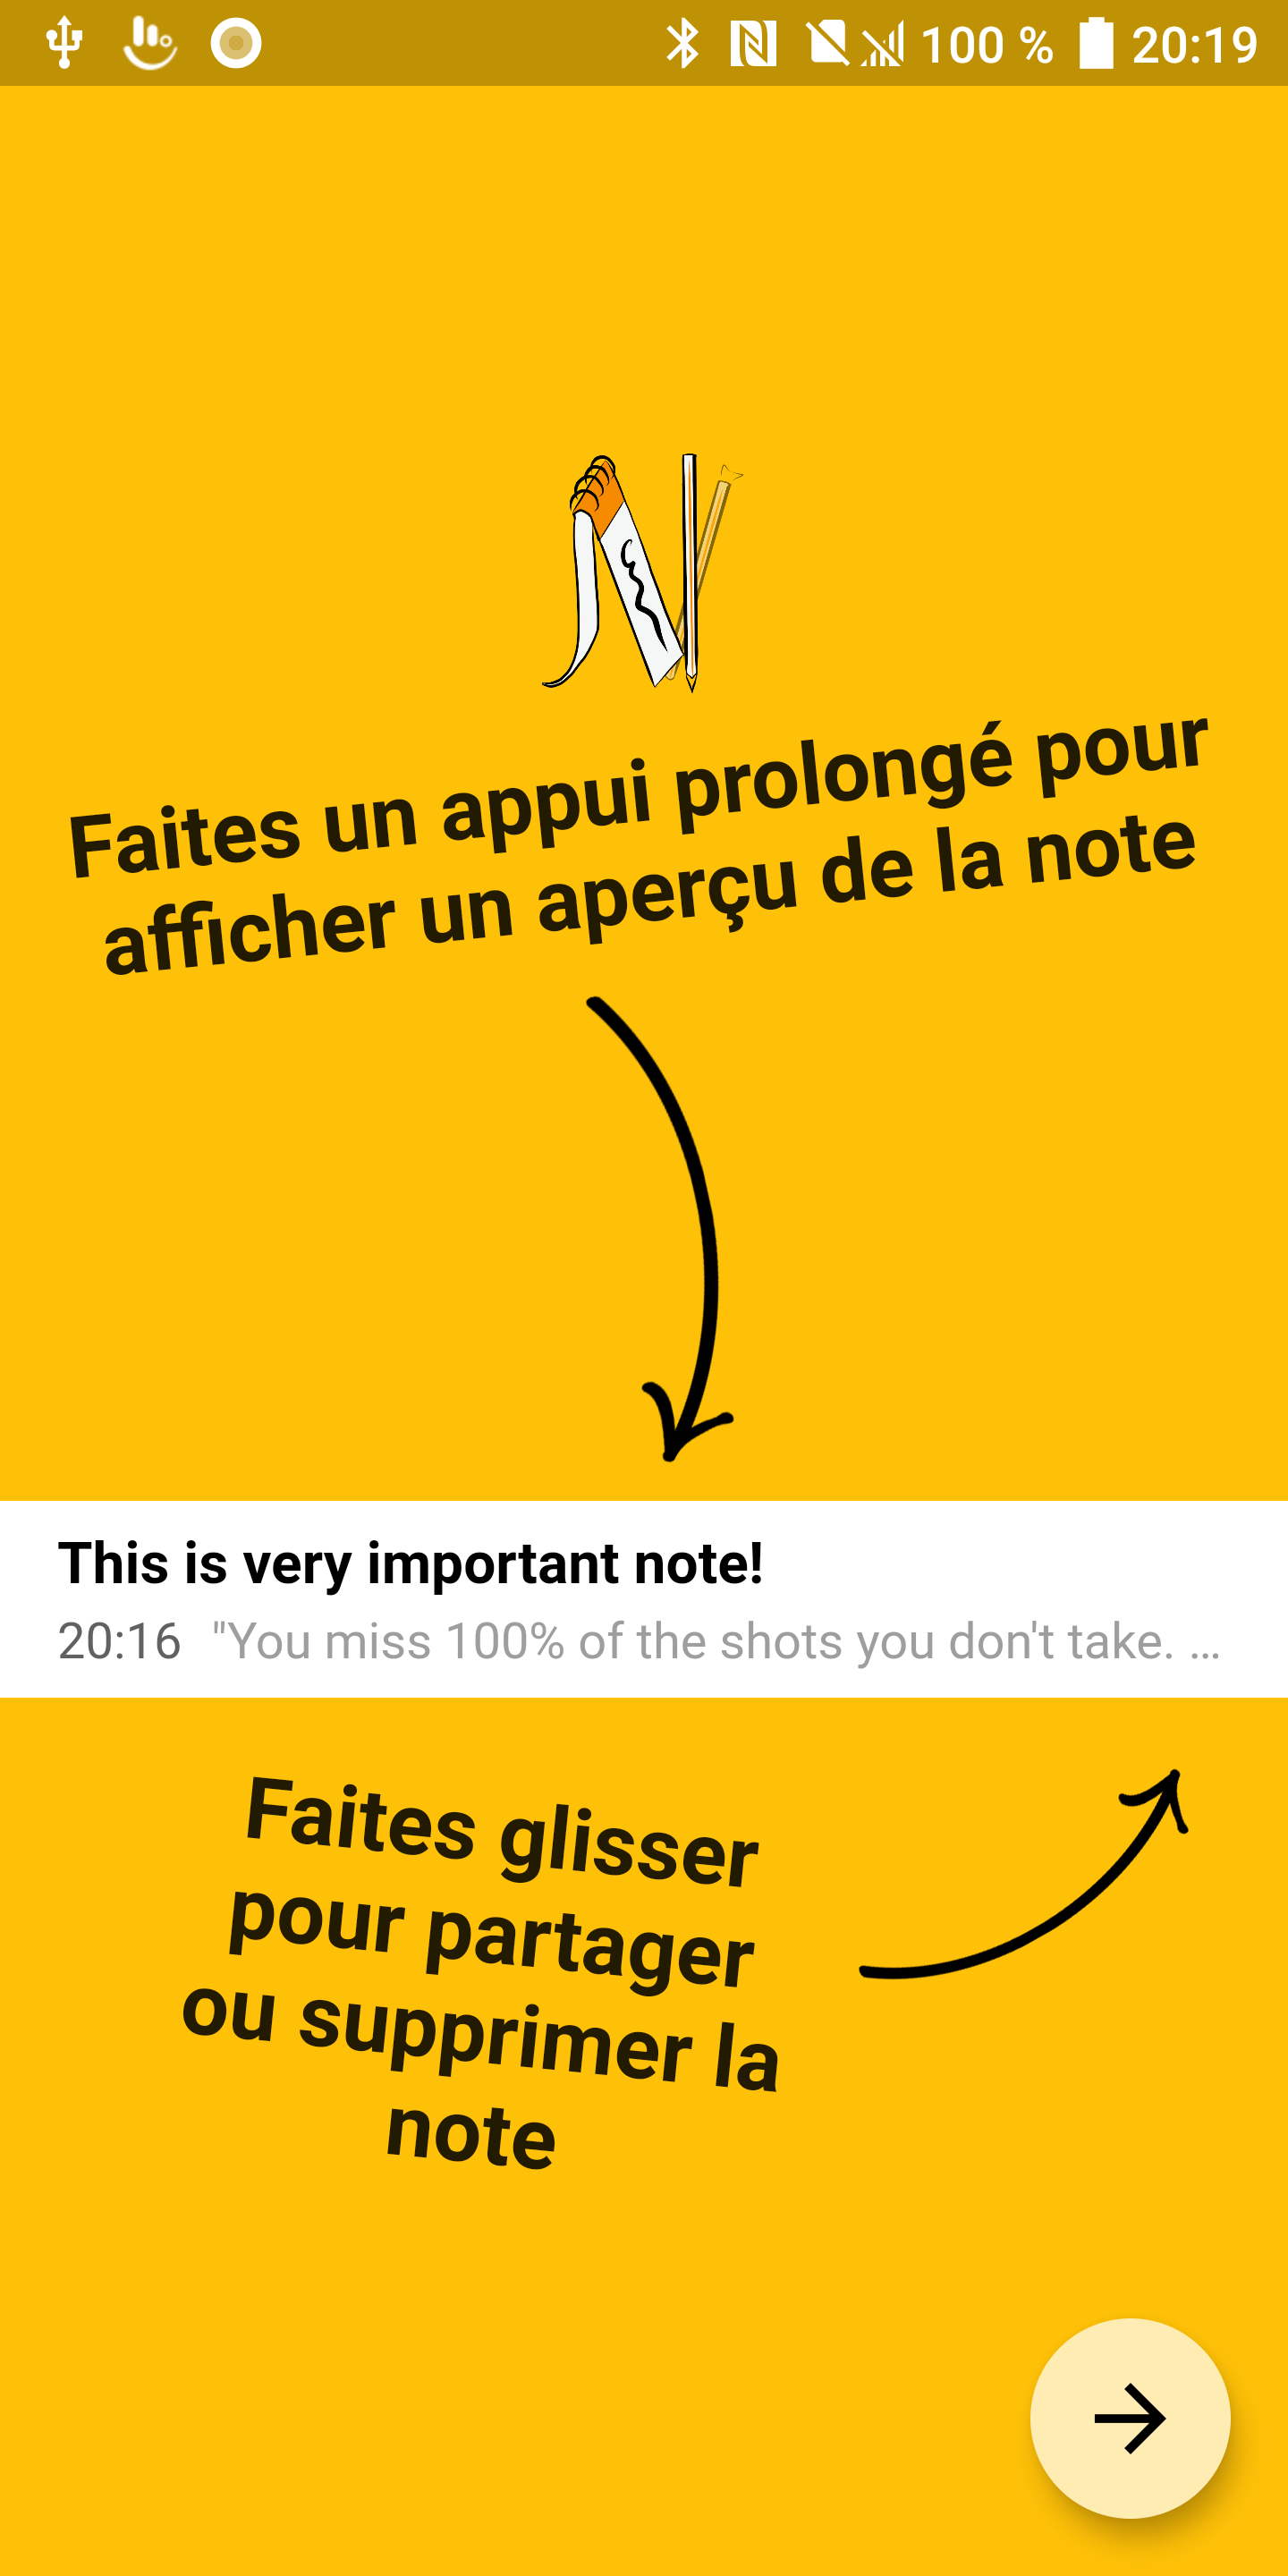 100 % 20:19
Faites un appui prolongé pour
afficher un aperçu de la note
This is very important note!
20:16 "You miss 100% of the shots you don't take. ...
Faites glisser
pour partager
ou supprimer la
note